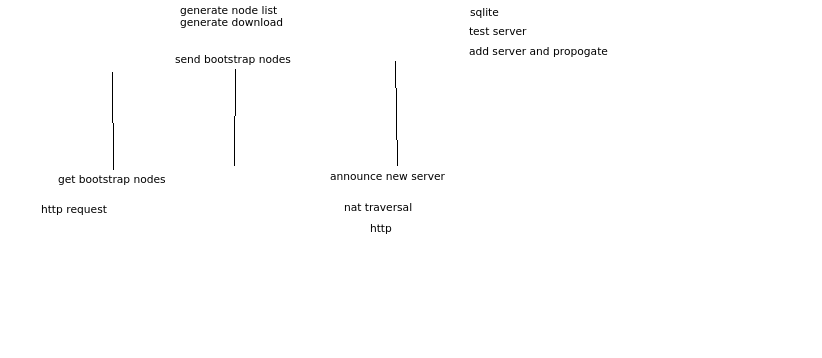 generate node list
generate download
send bootstrap nodes
sqlite
test server
add server and propogate
get bootstrap nodes
http request
announce new server
nat traversal
http